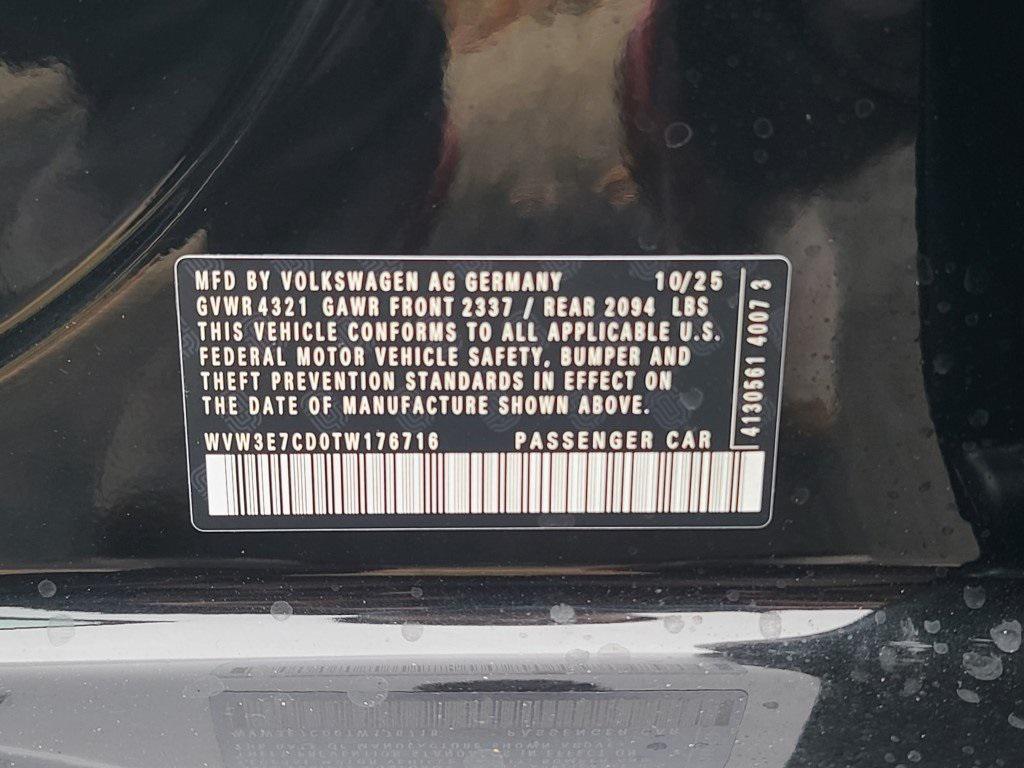 MFD BY VOLKSWAGEN AG GERMANY 10/25
GVWR 4321 GAWR FRONT 2337 / REAR 2094 LBS
THIS VEHICLE CONFORMS TO ALL APPLICABLE U.S.
FEDERAL MOTOR VEHICLE SAFETY, BUMPER AND
THEFT PREVENTION STANDARDS IN EFFECT ON
THE DATE OF MANUFACTURE SHOWN ABOVE.
WVW3E7CD0TW176716 PASSENGER CAR
4130561 4007 3